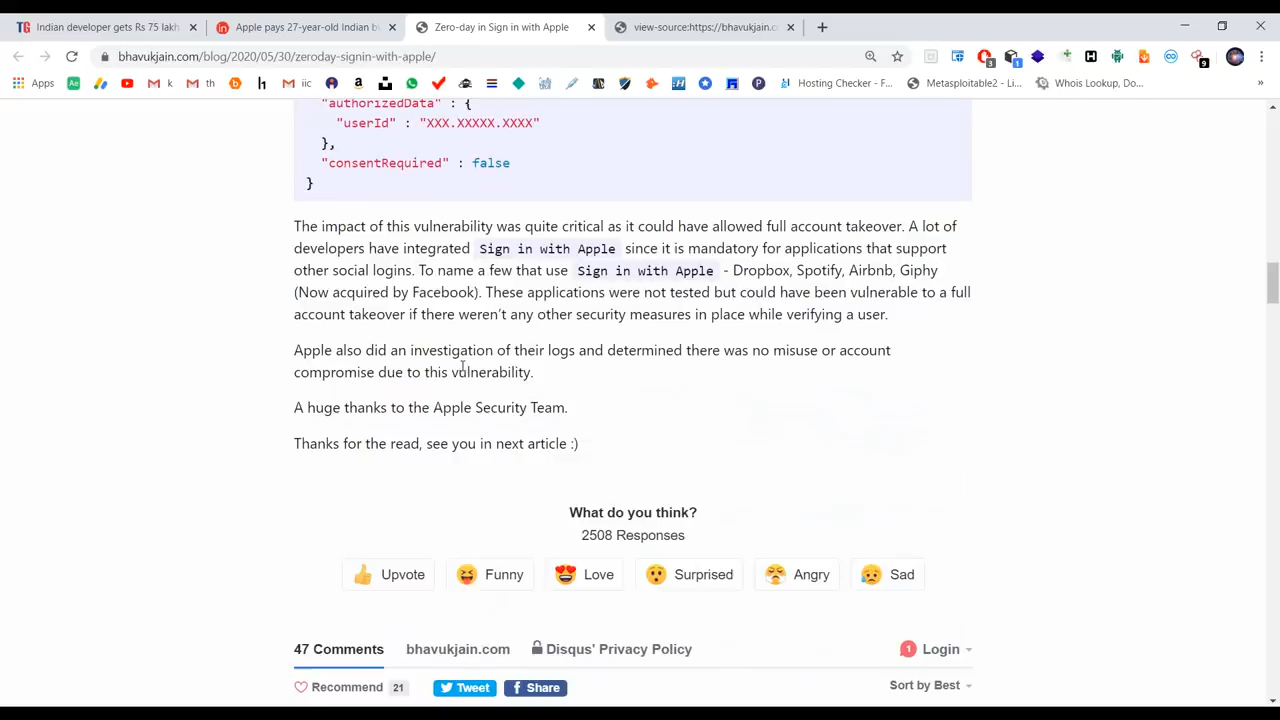 Indian developer gets Rs 75 lakh
Apple pays 27-year-old Indian b
Zero-day in Sign in with Apple
view-source:https://bhavukjain.co
bhavukjain.com/blog/2020/05/30/zeroday-signin-with-apple/
Apps k th iic Hosting Checker - F... Metasploitable2 - Li... Whois Lookup, Do...
"authorizedData" : {
"userId" : "XXX.XXXXX.XXXX"
},
"consentRequired" : false
}
The impact of this vulnerability was quite critical as it could have allowed full account takeover. A lot of
developers have integrated Sign in with Apple since it is mandatory for applications that support
other social logins. To name a few that use Sign in with Apple - Dropbox, Spotify, Airbnb, Giphy
(Now acquired by Facebook). These applications were not tested but could have been vulnerable to a full
account takeover if there weren't any other security measures in place while verifying a user.
Apple also did an investigation of their logs and determined there was no misuse or account
compromise due to this vulnerability.
A huge thanks to the Apple Security Team.
Thanks for the read, see you in next article :)
What do you think?
2508 Responses
Upvote Funny Love Surprised Angry Sad
47 Comments bhavukjain.com Disqus' Privacy Policy 1 Login
Recommend 21 Tweet Share Sort by Best